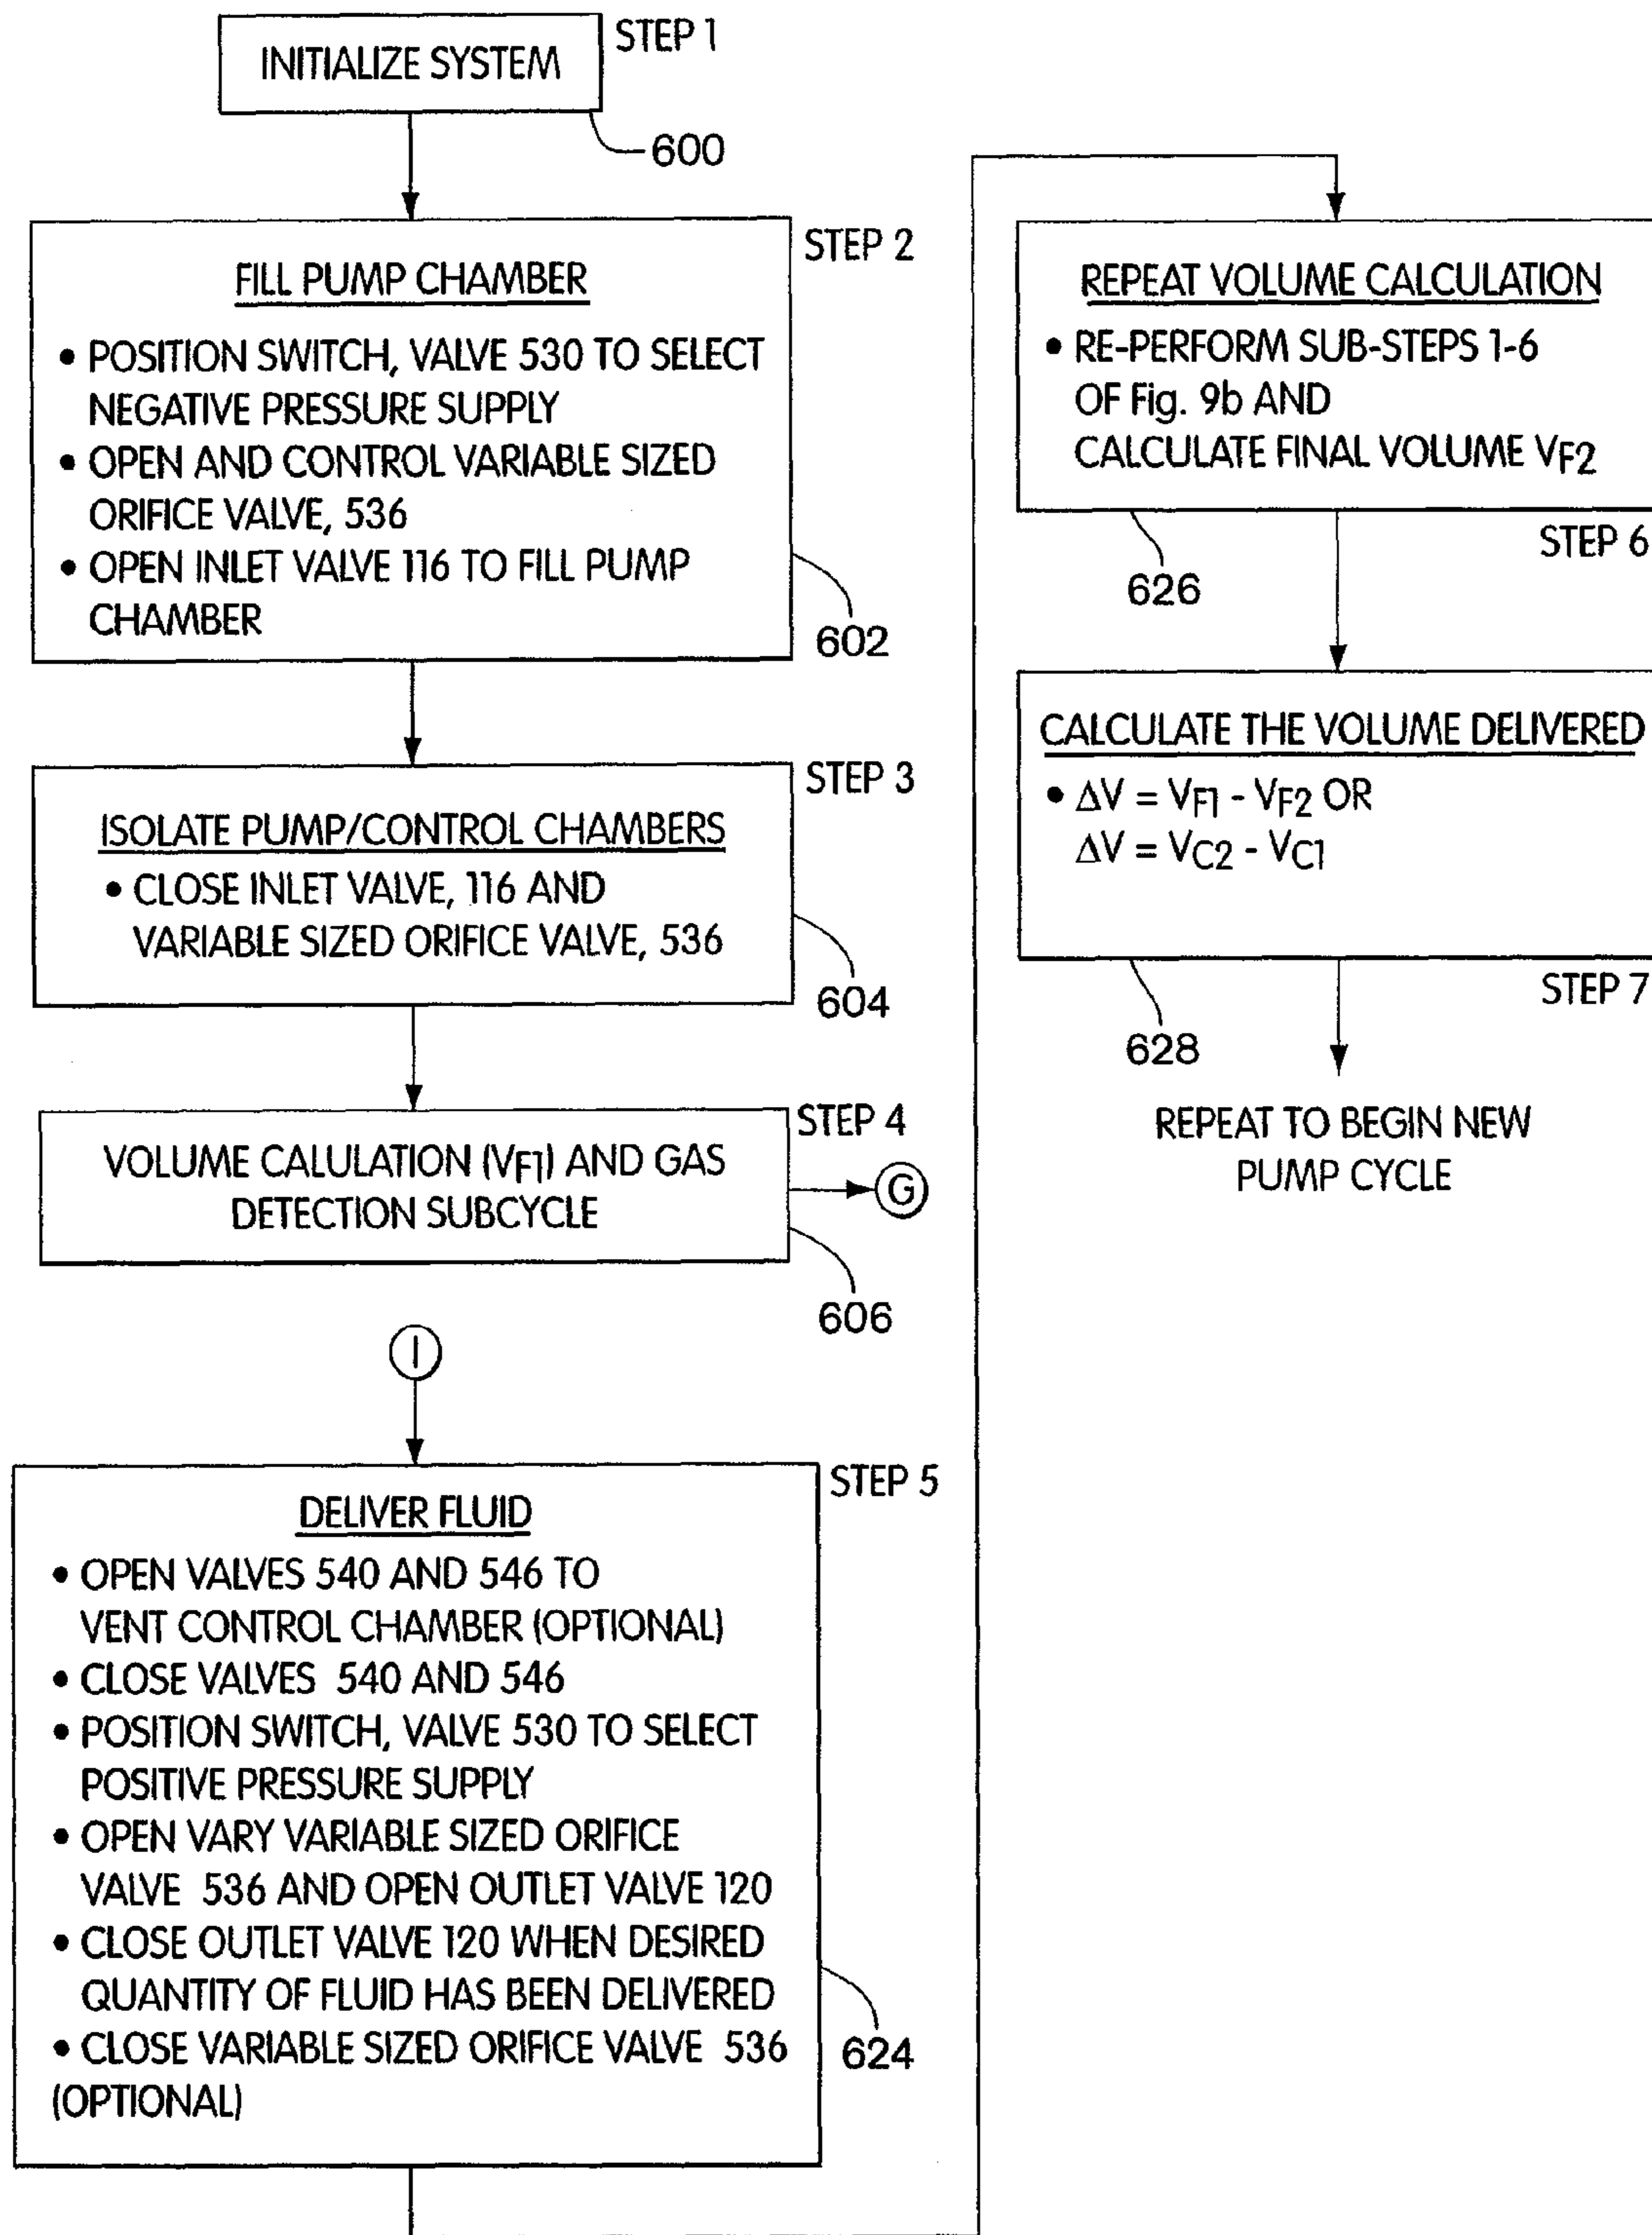 INITIALIZE SYSTEM
STEP 1
600
FILL PUMP CHAMBER
STEP 2
• POSITION SWITCH, VALVE 530 TO SELECT
NEGATIVE PRESSURE SUPPLY
• OPEN AND CONTROL VARIABLE SIZED
ORIFICE VALVE, 536
• OPEN INLET VALVE 116 TO FILL PUMP
CHAMBER
602
ISOLATE PUMP/CONTROL CHAMBERS
STEP 3
• CLOSE INLET VALVE, 116 AND
VARIABLE SIZED ORIFICE VALVE, 536
604
VOLUME CALULATION (VF1) AND GAS
DETECTION SUBCYCLE
STEP 4
G
606
I
DELIVER FLUID
STEP 5
• OPEN VALVES 540 AND 546 TO
VENT CONTROL CHAMBER (OPTIONAL)
• CLOSE VALVES 540 AND 546
• POSITION SWITCH, VALVE 530 TO SELECT
POSITIVE PRESSURE SUPPLY
• OPEN VARY VARIABLE SIZED ORIFICE
VALVE 536 AND OPEN OUTLET VALVE 120
• CLOSE OUTLET VALVE 120 WHEN DESIRED
QUANTITY OF FLUID HAS BEEN DELIVERED
• CLOSE VARIABLE SIZED ORIFICE VALVE 536
(OPTIONAL)
624
REPEAT VOLUME CALCULATION
• RE-PERFORM SUB-STEPS 1-6
OF Fig. 9b AND
CALCULATE FINAL VOLUME VF2
STEP 6
626
CALCULATE THE VOLUME DELIVERED
• ΔV = VF1 - VF2 OR
ΔV = VC2 - VC1
STEP 7
628
REPEAT TO BEGIN NEW
PUMP CYCLE